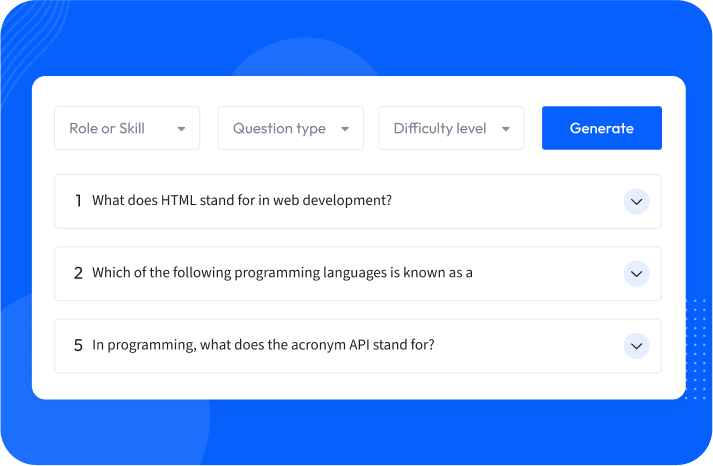 Role or Skill
Question type
Difficulty level
Generate
1 What does HTML stand for in web development?
2 Which of the following programming languages is known as a
5 In programming, what does the acronym API stand for?